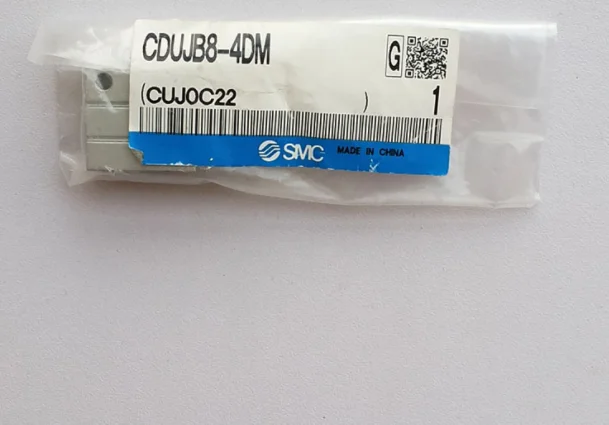 CDUJB8-4DM
G
(CUJ0C22 ) 1
SMC MADE IN CHINA